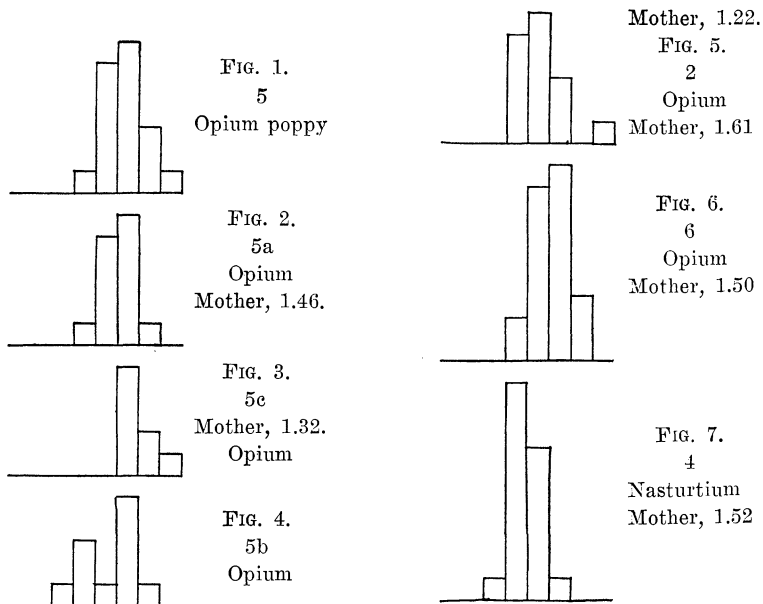 FIG. 1.
5
Opium poppy
FIG. 2.
5a
Opium
Mother, 1.46.
FIG. 3.
5c
Mother, 1.32.
Opium
FIG. 4.
5b
Opium
Mother, 1.22.
FIG. 5.
2
Opium
Mother, 1.61
FIG. 6.
6
Opium
Mother, 1.50
FIG. 7.
4
Nasturtium
Mother, 1.52